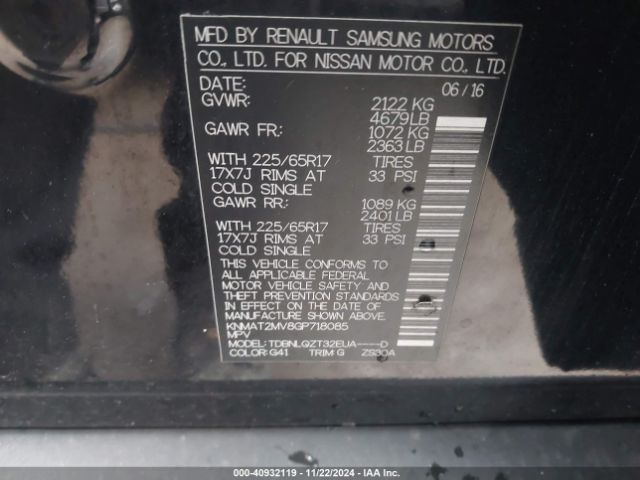 MFD BY RENAULT SAMSUNG MOTORS
CO., LTD. FOR NISSAN MOTOR CO., LTD.
DATE: 06/16
GVWR: 2122 KG
4679 LB
GAWR FR: 1072 KG
2363 LB
WITH 225/65R17 TIRES
17X7J RIMS AT 33 PSI
COLD SINGLE
GAWR RR: 1089 KG
2401 LB
WITH 225/65R17 TIRES
17X7J RIMS AT 33 PSI
COLD SINGLE
THIS VEHICLE CONFORMS TO
ALL APPLICABLE FEDERAL
MOTOR VEHICLE SAFETY AND
THEFT PREVENTION STANDARDS
IN EFFECT ON THE DATE OF
MANUFACTURE SHOWN ABOVE.
KNMAT2MV8GP718085
MPV
MODEL: TDBNLQZT32EUA----D
COLOR: G41 TRIM: G ZS30A
00-40932119 - 11/22/2024 - IAA Inc.